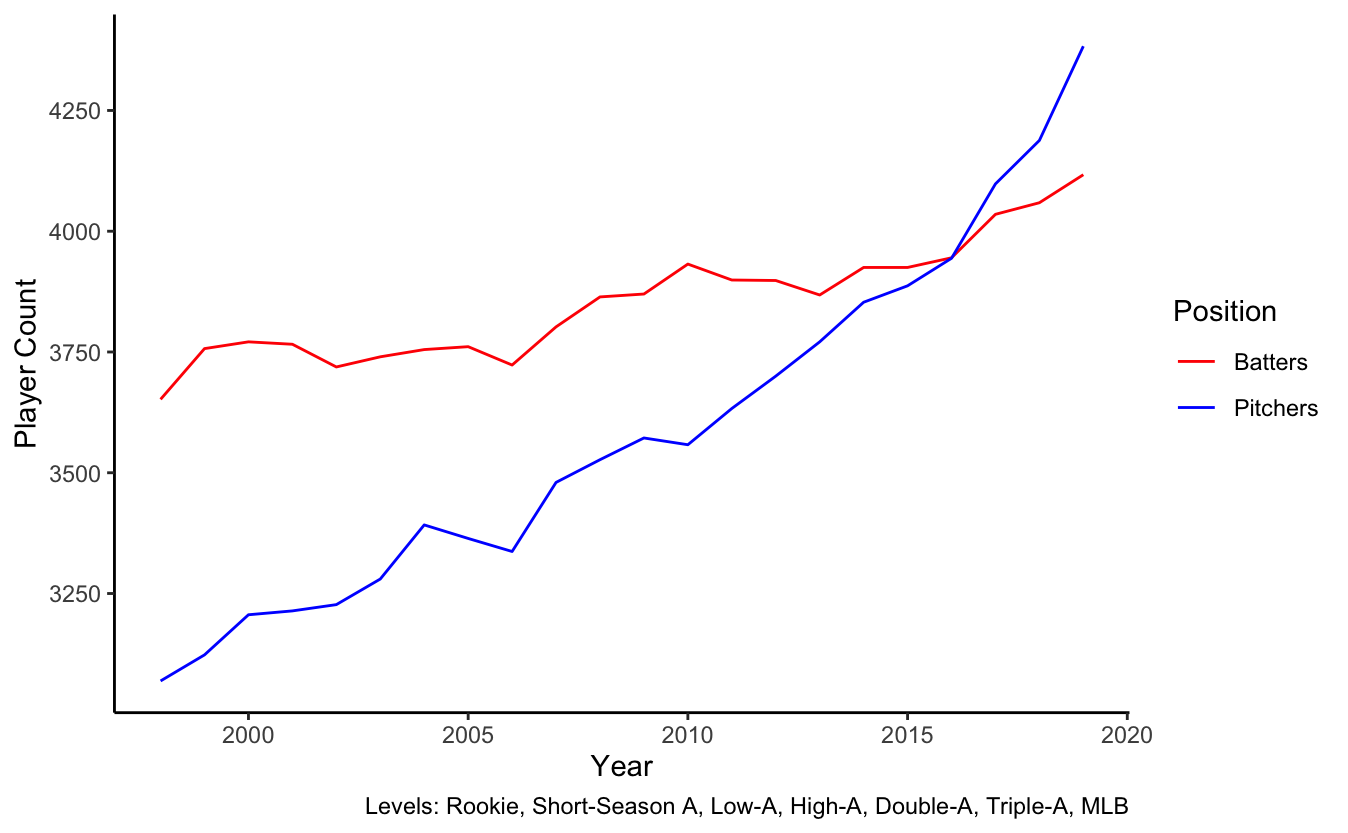 4250
4000
3750
3500
3250
Player Count
2000 2005 2010 2015 2020
Year
Levels: Rookie, Short-Season A, Low-A, High-A, Double-A, Triple-A, MLB
Position
Batters
Pitchers